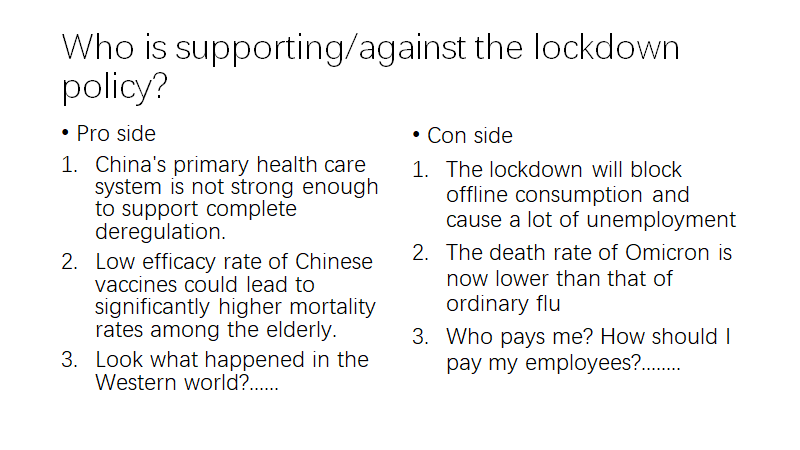 Who is supporting/against the lockdown
policy?
• Pro side
1. China's primary health care
system is not strong enough
to support complete
deregulation.
2. Low efficacy rate of Chinese
vaccines could lead to
significantly higher mortality
rates among the elderly.
3. Look what happened in the
Western world?......
• Con side
1. The lockdown will block
offline consumption and
cause a lot of unemployment
2. The death rate of Omicron is
now lower than that of
ordinary flu
3. Who pays me? How should I
pay my employees?........